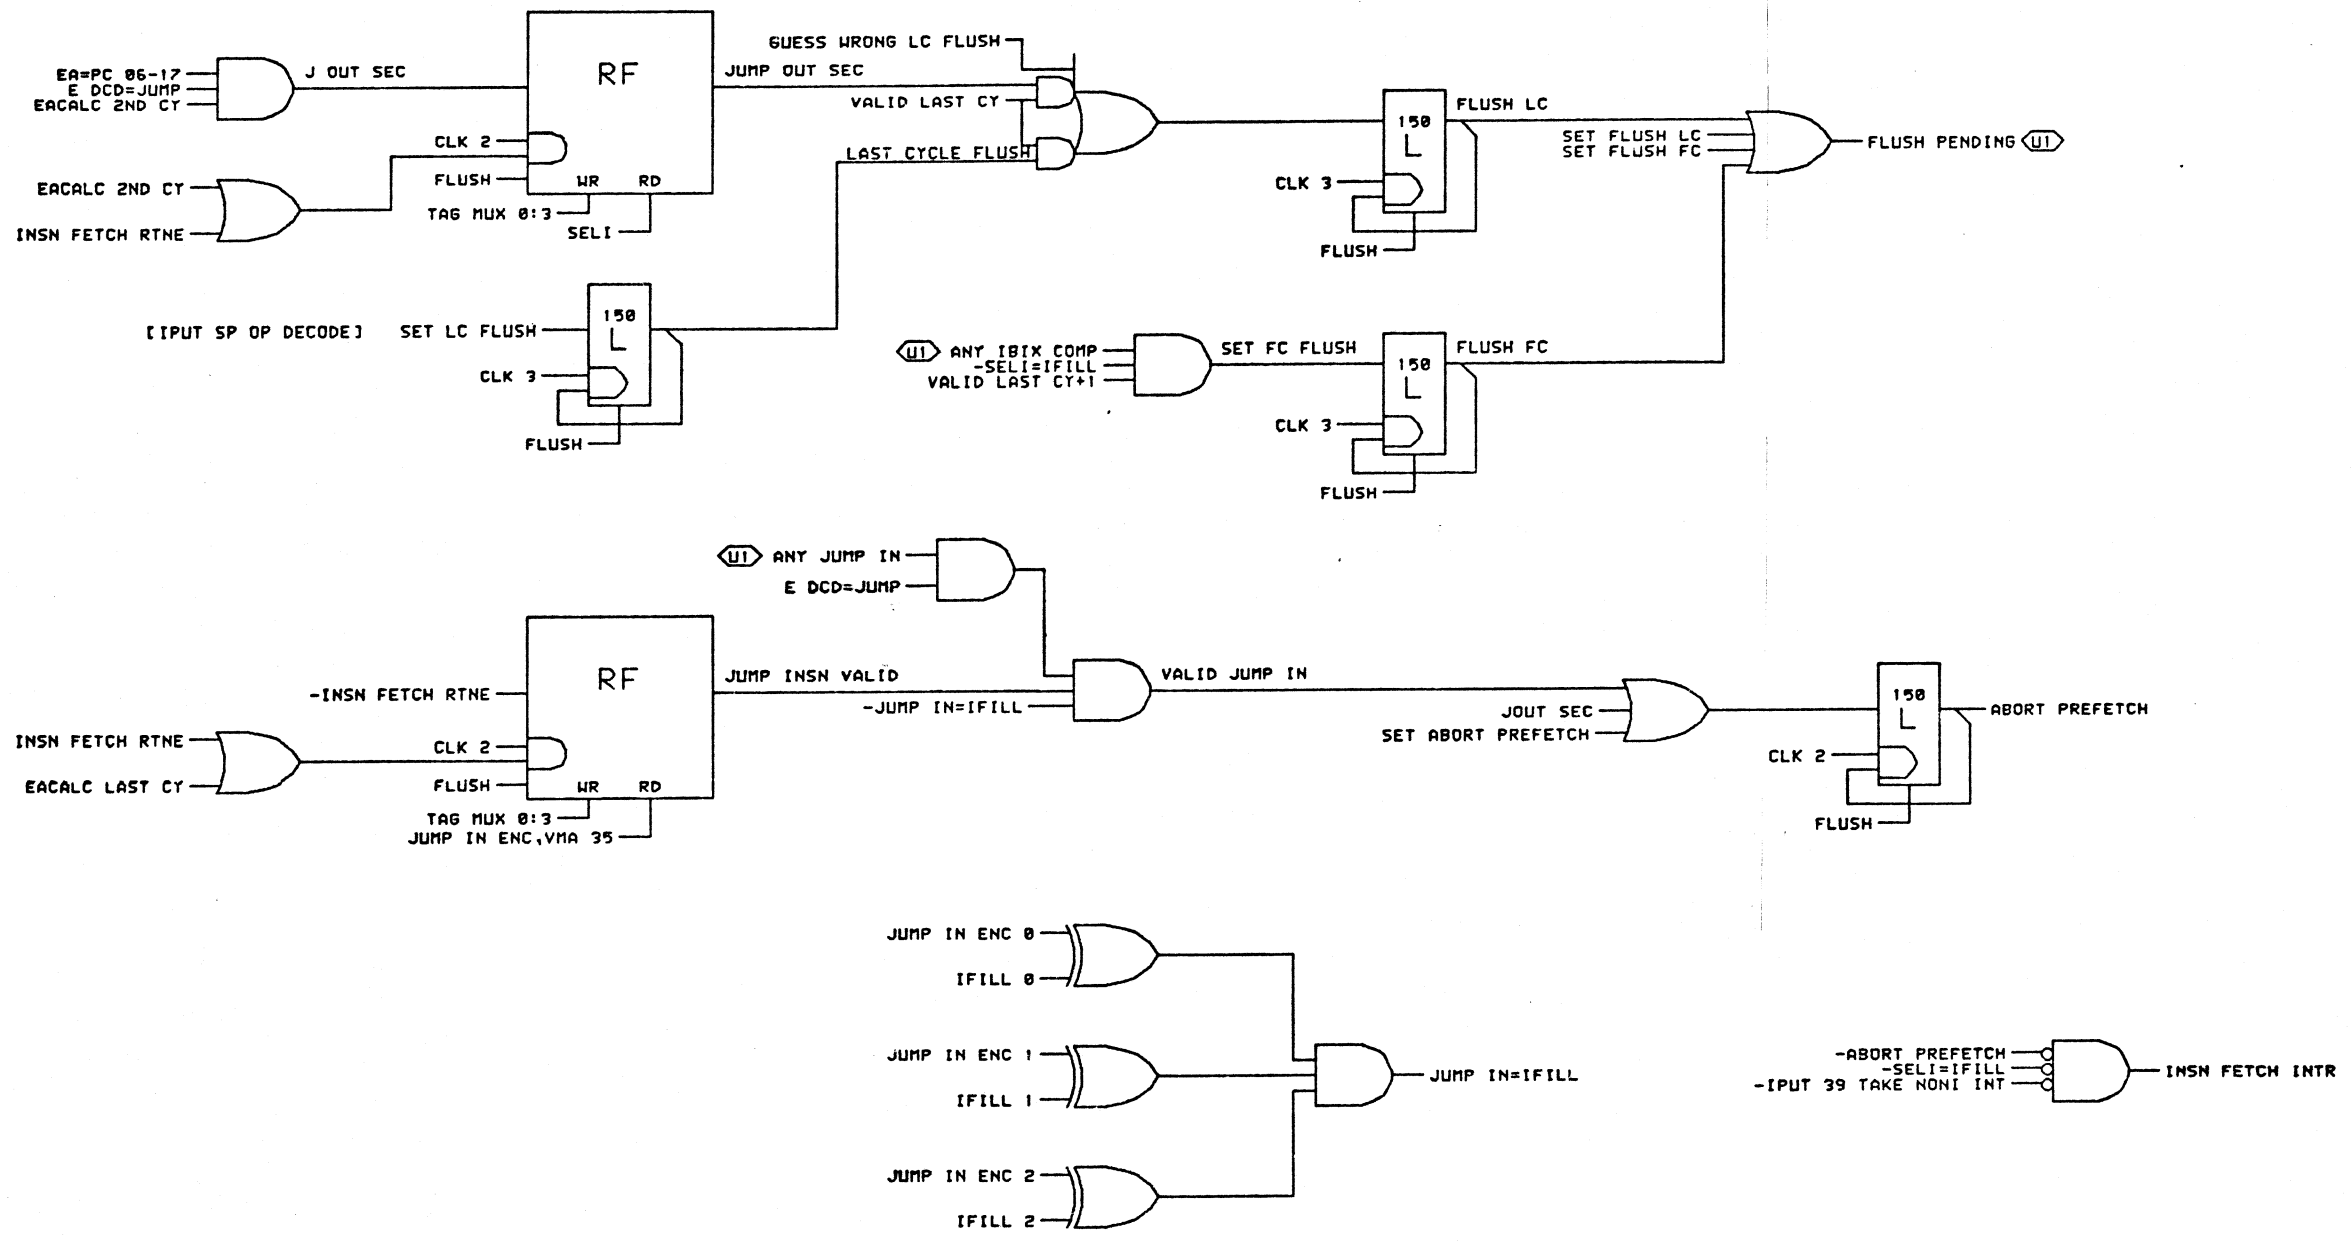 GUESS WRONG LC FLUSH
EA=PC 06-17
E DCD=JUMP
EACALC 2ND CY
J OUT SEC
RF
JUMP OUT SEC
VALID LAST CY
CLK 2
FLUSH
WR RD
TAG MUX 0:3
SELI
EACALC 2ND CY
INSN FETCH RTNE
LAST CYCLE FLUSH
150
L
CLK 3
FLUSH
FLUSH LC
SET FLUSH LC
SET FLUSH FC
FLUSH PENDING U1
[IPUT SP OP DECODE] SET LC FLUSH
150
L
CLK 3
FLUSH
U1 ANY IBIX COMP
-SELI=IFILL
VALID LAST CY+1
SET FC FLUSH
150
L
CLK 3
FLUSH
FLUSH FC
U1 ANY JUMP IN
E DCD=JUMP
-INSN FETCH RTNE
RF
JUMP INSN VALID
-JUMP IN=IFILL
VALID JUMP IN
INSN FETCH RTNE
EACALC LAST CY
CLK 2
FLUSH
WR RD
TAG MUX 0:3
JUMP IN ENC,VMA 35
JOUT SEC
SET ABORT PREFETCH
150
L
CLK 2
FLUSH
ABORT PREFETCH
JUMP IN ENC 0
IFILL 0
JUMP IN ENC 1
IFILL 1
JUMP IN ENC 2
IFILL 2
JUMP IN=IFILL
-ABORT PREFETCH
-SELI=IFILL
-IPUT 39 TAKE NONI INT
INSN FETCH INTR